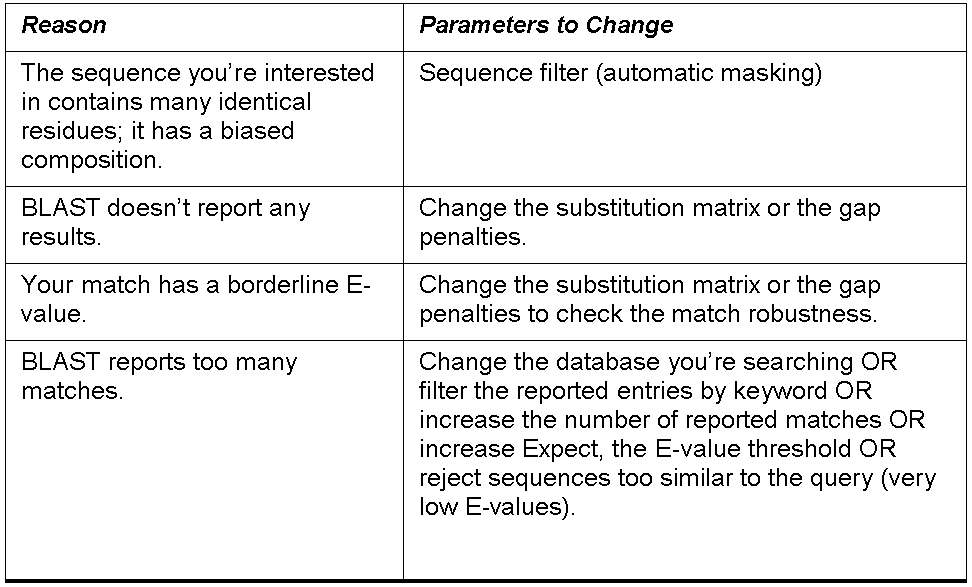 Reason
Parameters to Change
The sequence you're interested
in contains many identical
residues; it has a biased
composition.
Sequence filter (automatic masking)
BLAST doesn't report any
results.
Change the substitution matrix or the gap
penalties.
Your match has a borderline E-
value.
Change the substitution matrix or the gap
penalties to check the match robustness.
BLAST reports too many
matches.
Change the database you're searching OR
filter the reported entries by keyword OR
increase the number of reported matches OR
increase Expect, the E-value threshold OR
reject sequences too similar to the query (very
low E-values).